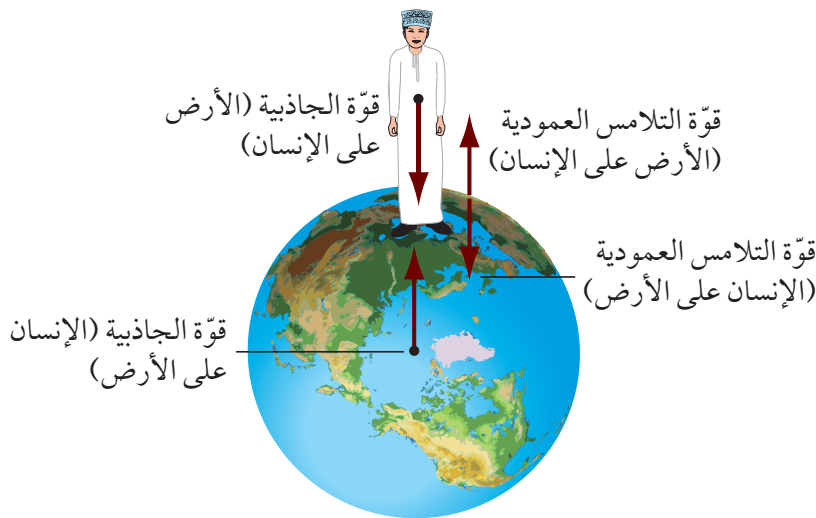 قوّة الجاذبية (الأرض
على الإنسان)
قوّة التلامس العمودية
(الأرض على الإنسان)
قوّة التلامس العمودية
(الإنسان على الأرض)
قوّة الجاذبية (الإنسان
على الأرض)